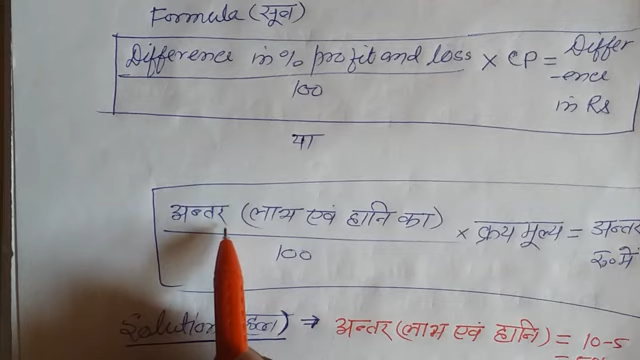 Formula (सूत्र)
Difference in % profit and loss × CP = Differ
100
-ence
in Rs
या
अन्तर (लाभ एवं हानि का) × क्रय मूल्य = अन्तर
100
रु० में
Solution (हल) → अन्तर (लाभ एवं हानि) = 10-5